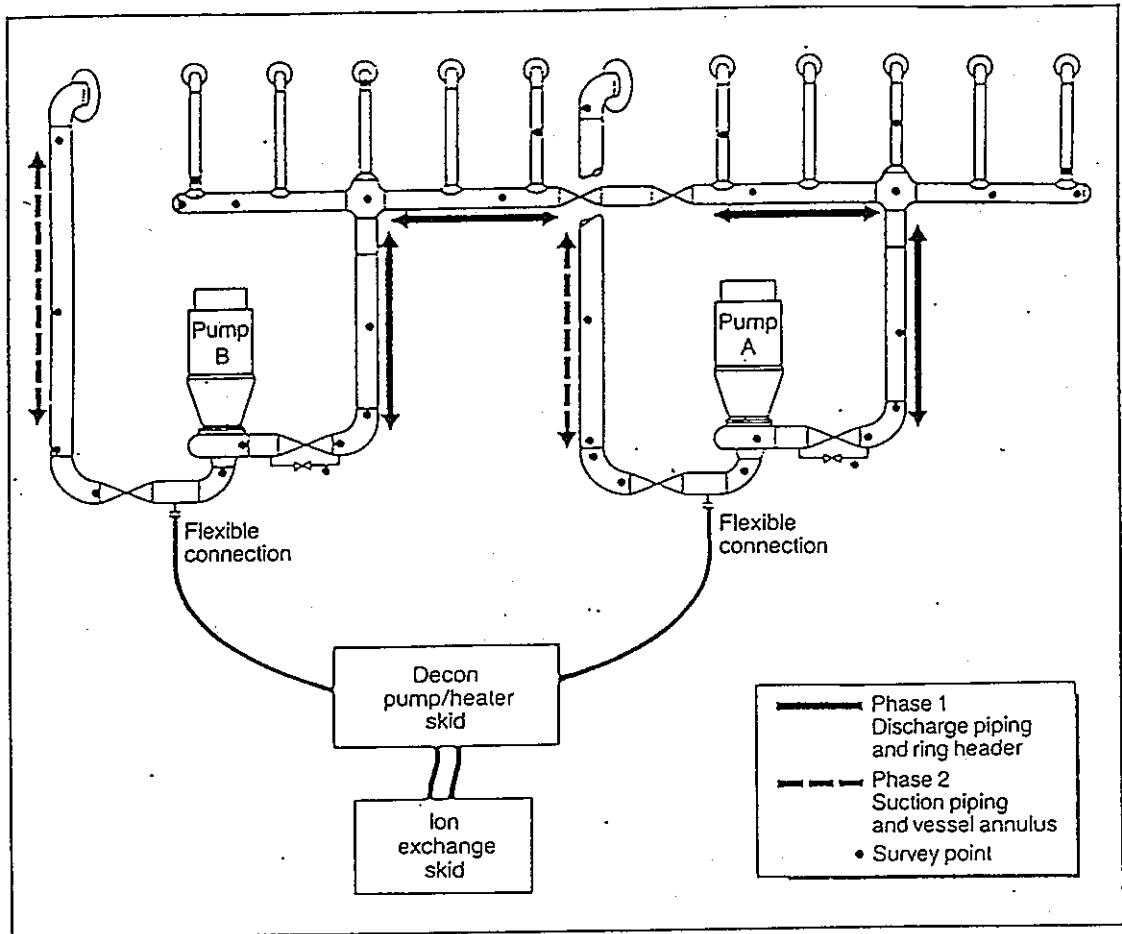 Pump
B
Pump
A
Flexible
connection
Flexible
connection
Decon
pump/heater
skid
Ion
exchange
skid
Phase 1
Discharge piping
and ring header
Phase 2
Suction piping
and vessel annulus
Survey point